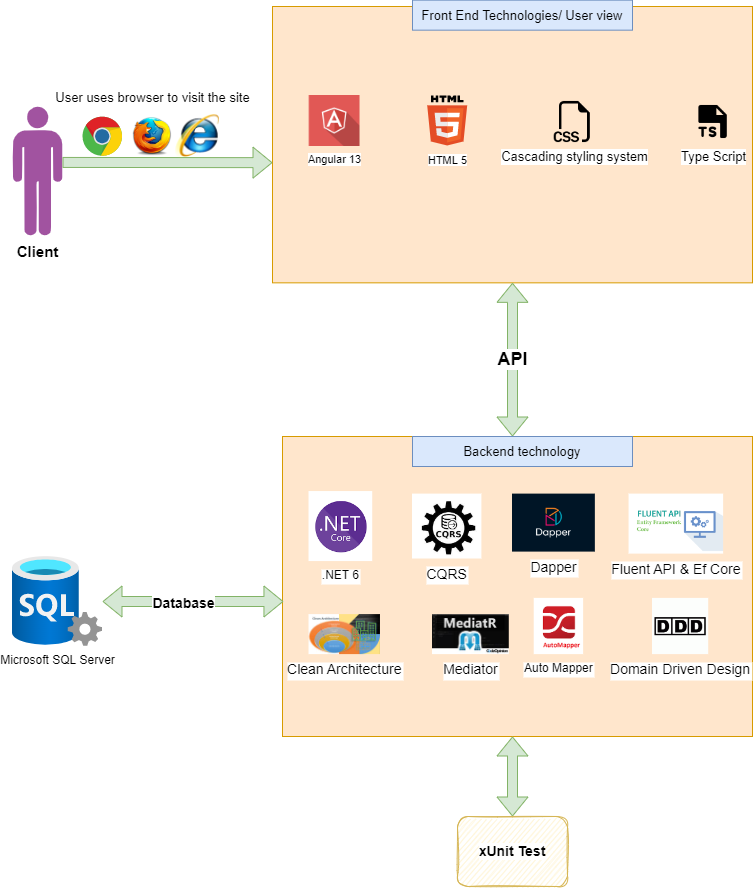 Front End Technologies/ User view
User uses browser to visit the site
HTML
5
CSS
TS
Angular 13
HTML 5
Cascading styling system
Type Script
Client
API
Backend technology
.NET
Core
CQRS
Dapper
FLUENT API
Entity Framework
Core
.NET 6
CQRS
Dapper
Fluent API & Ef Core
SQL
Database
Microsoft SQL Server
MediatR
AutoMapper
DDD
Clean Architecture
Mediator
Auto Mapper
Domain Driven Design
xUnit Test